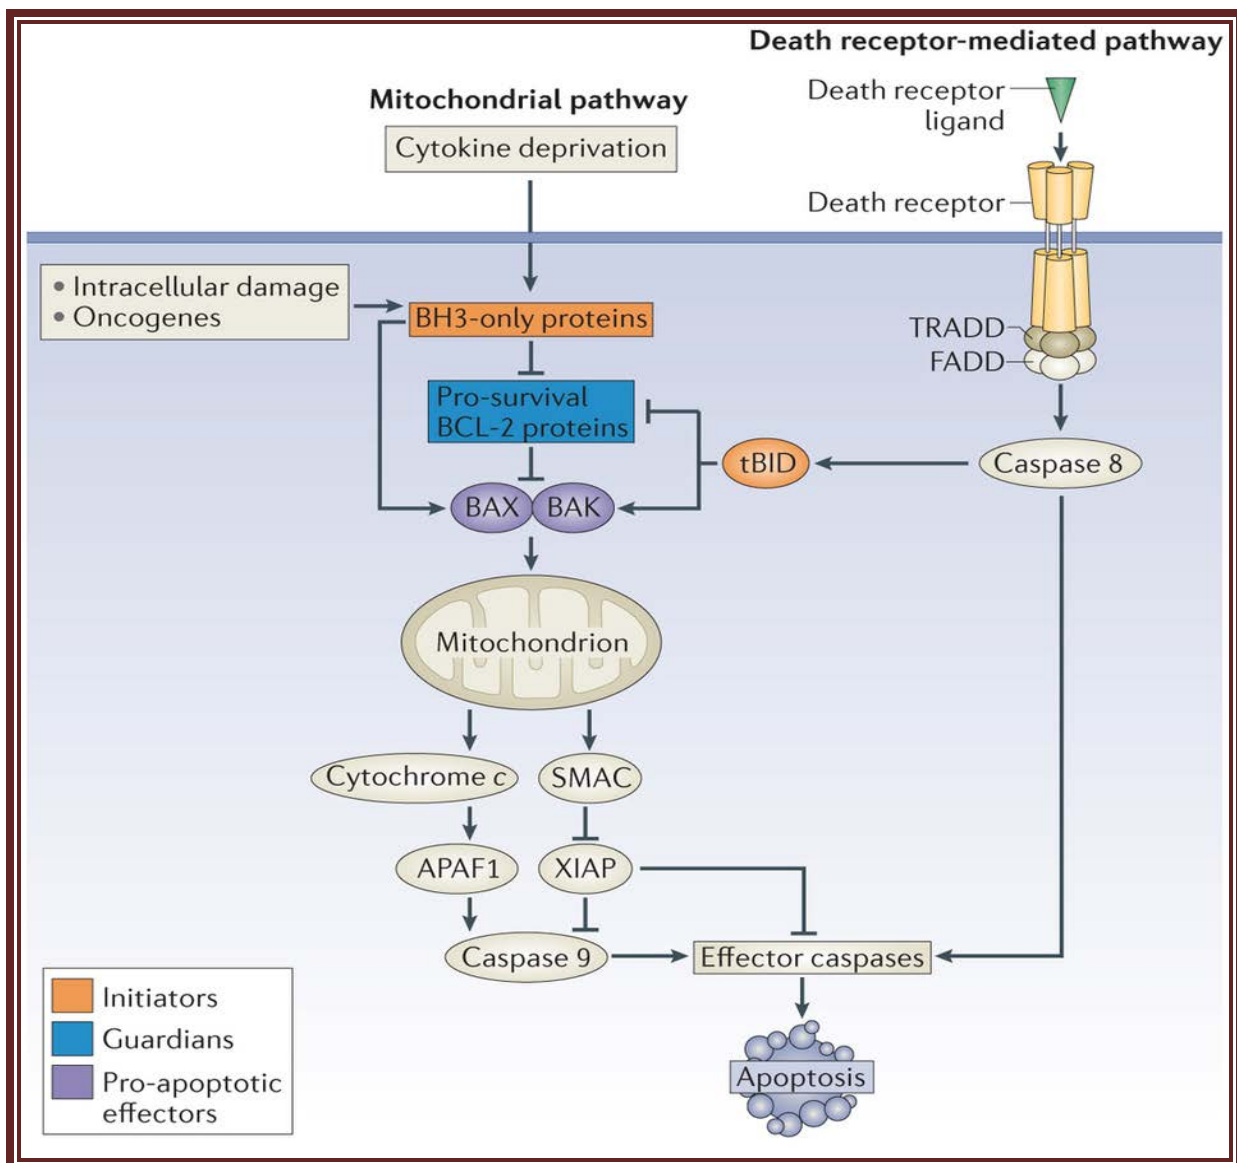 Death receptor-mediated pathway
Death receptor
ligand
Mitochondrial pathway
Cytokine deprivation
Death receptor
• Intracellular damage
• Oncogenes
BH3-only proteins
TRADD
FADD
Pro-survival
BCL-2 proteins
tBID
Caspase 8
BAX
BAK
Mitochondrion
Cytochrome c
SMAC
APAF1
XIAP
Caspase 9
Effector caspases
Initiators
Guardians
Pro-apoptotic
effectors
Apoptosis